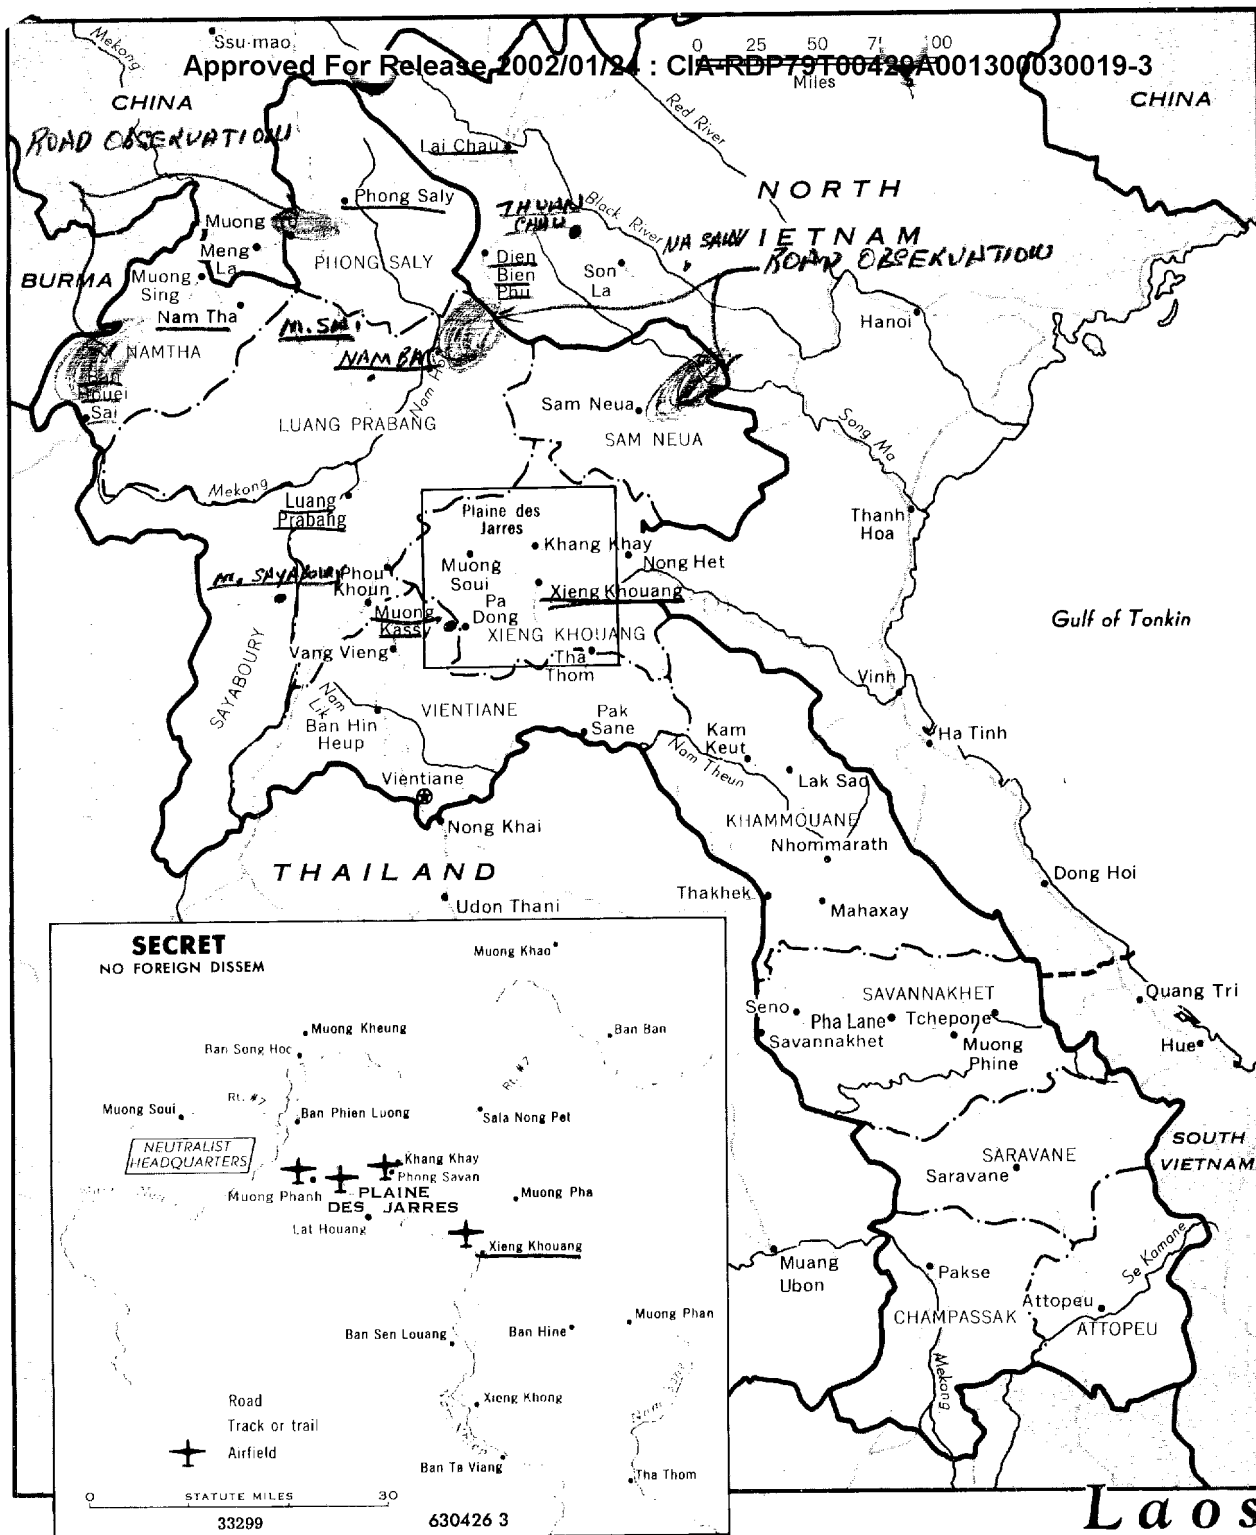 Mekong
Ssu-mao
0 25 50 75 100
Approved For Release 2002/01/24 : CIA-RDP79T00429A001300030019-3
Miles
CHINA
CHINA
Red River
ROAD OBSERVATION
Lai Chau
Phong Saly
NORTH
VIETNAM
THUAN
CHAU
Black River
Muong
Meng
La
PHONG SALY
Dien
Bien
Phu
NA SAN
Son
La
ROAD OBSERVATION
BURMA
Muong
Sing
Nam Tha
M. SAI
Hanoi
NAMTHA
NAM BAC
Houei
Sai
LUANG PRABANG
Sam Neua
SAM NEUA
Song Ma
Mekong
Luang
Prabang
Plaine des
Jarres
Thanh
Hoa
Khang Khay
Nong Het
Muong
Soui
M. SAYABOURY
Phou
Khoun
Xieng Khouang
Muong
Kassy
Pa
Dong
XIENG KHOUANG
Gulf of Tonkin
SAYABOURY
Vang Vieng
Tha
Thom
Vinh
Nam
Lik
VIENTIANE
Ban Hin
Heup
Pak
Sane
Kam
Keut
Ha Tinh
Nam Theun
Lak Sao
Vientiane
KHAMMOUANE
Nong Khai
Nhommarath
THAILAND
Dong Hoi
Thakhek
Mahaxay
Udon Thani
SAVANNAKHET
Quang Tri
Seno
Pha Lane
Tchepone
Savannakhet
Muong
Phine
Hue
SOUTH
VIETNAM
SARAVANE
Saravane
Se Kamane
Muang
Ubon
Pakse
Attopeu
CHAMPASSAK
ATTOPEU
Mekong
SECRET
NO FOREIGN DISSEM
Muong Khao
Muong Kheung
Ban Ban
Ban Song Hoc
Rt. #7
Rt. #7
Muong Soui
Ban Phien Luong
Sala Nong Pet
NEUTRALIST
HEADQUARTERS
Khang Khay
Phong Savan
Muong Phanh
PLAINE
DES JARRES
Muong Pha
Lat Houang
Xieng Khouang
Muong Phan
Ban Sen Louang
Ban Hine
Xieng Khong
Road
Track or trail
Airfield
Ban Ta Viang
Tha Thom
0 STATUTE MILES 30
33299 630426 3
Laos